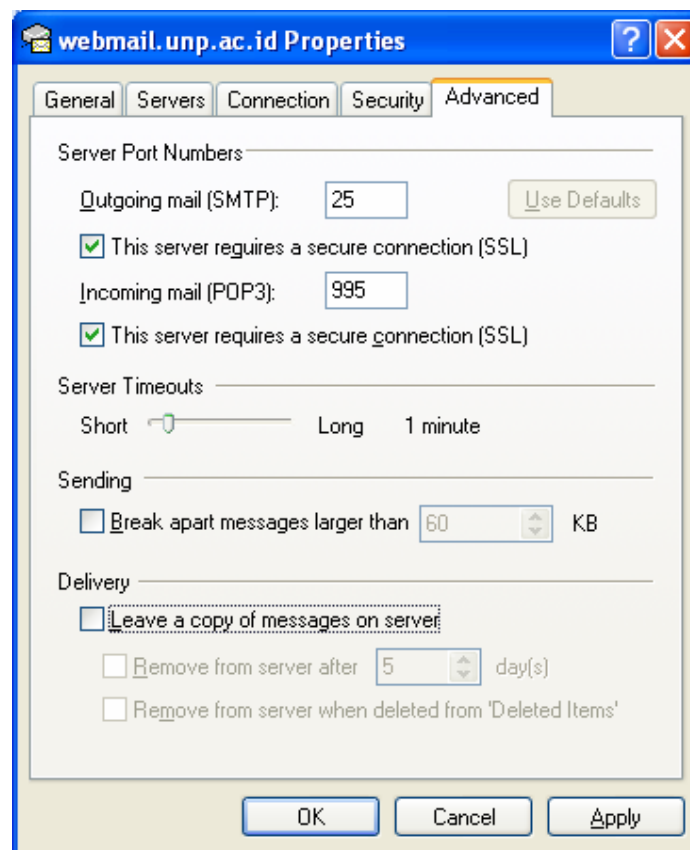 webmail.unp.ac.id Properties
General Servers Connection Security Advanced
Server Port Numbers
Outgoing mail (SMTP): 25 Use Defaults
This server requires a secure connection (SSL)
Incoming mail (POP3): 995
This server requires a secure connection (SSL)
Server Timeouts
Short Long 1 minute
Sending
Break apart messages larger than 60 KB
Delivery
Leave a copy of messages on server
Remove from server after 5 day(s)
Remove from server when deleted from 'Deleted Items'
OK Cancel Apply